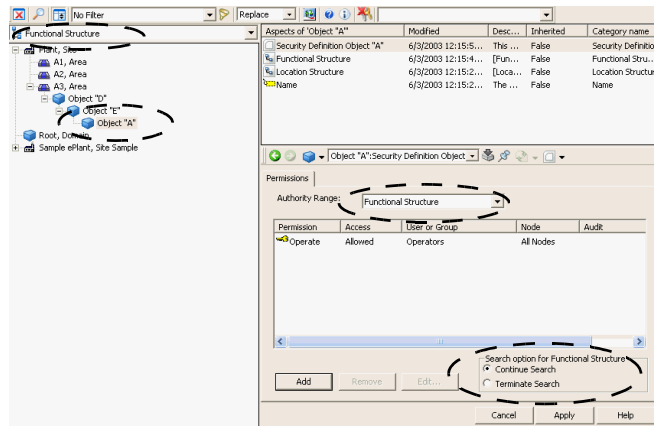 No Filter
Replace
Functional Structure
Plant, Site
A1, Area
A2, Area
A3, Area
Object "D"
Object "E"
Object "A"
Root, Domain
Sample ePlant, Site Sample
Aspects of 'Object "A"' Modified Desc... Inherited Category name
Security Definition Object "A" 6/3/2003 12:15:5... This ... False Security Definitio
Functional Structure 6/3/2003 12:15:4... [Fun... False Functional Stru..
Location Structure 6/3/2003 12:15:2... [Loca... False Location Structur
Name 6/3/2003 12:15:2... The ... False Name
Object "A":Security Definition Object
Permissions
Authority Range: Functional Structure
Permission Access User or Group Node Audit
Operate Allowed Operators All Nodes
Search option for Functional Structure
Continue Search
Terminate Search
Add Remove Edit...
Cancel Apply Help